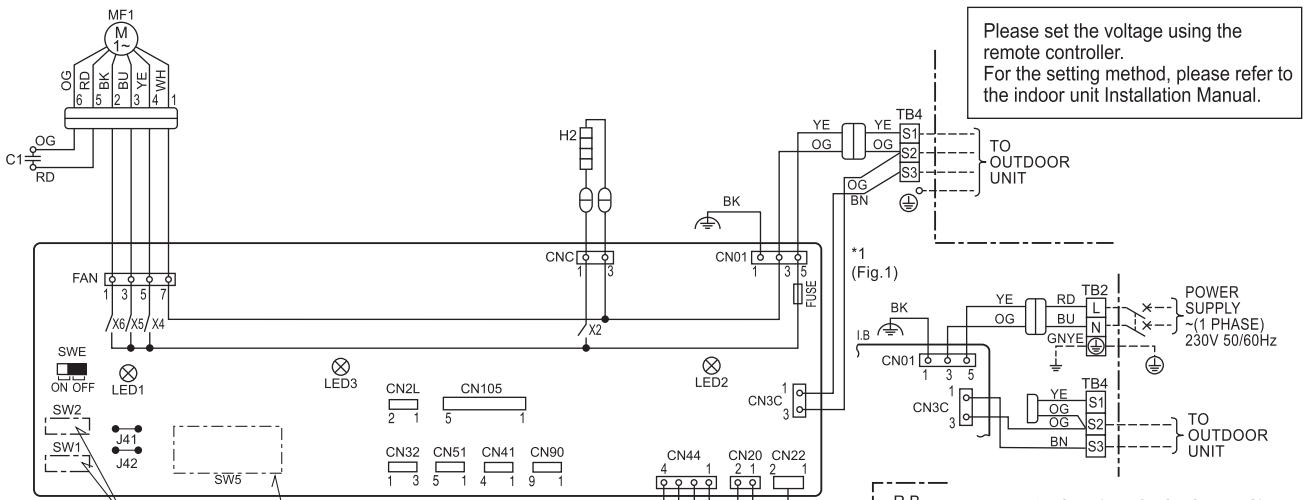 MF1
M
1~
OG RD BK BU YE WH
6 5 2 3 4 1
OG
C1
RD
Please set the voltage using the
remote controller.
For the setting method, please refer to
the indoor unit Installation Manual.
H2
TB4
YE YE S1
OG OG S2
S3
OG
BN
TO
OUTDOOR
UNIT
BK
FAN
1 3 5 7
X6 X5 X4
CNC
1 3
X2
CN01
1 3 5
FUSE
*1
(Fig.1)
SWE
ON OFF
LED1
LED3
LED2
SW2
SW1
J41
J42
SW5
CN2L
2 1
CN105
5 1
CN32
1 3
CN51
5 1
CN41
4 1
CN90
9 1
CN3C
1
3
CN44
4 1
CN20
2 1
CN22
2 1
BK
I.B
YE RD
OG BU
GNYE
TB2
L
N
POWER
SUPPLY
~(1 PHASE)
230V 50/60Hz
CN01
1 3 5
CN3C
1
3
TB4
YE S1
OG
OG S2
BN S3
TO
OUTDOOR
UNIT
R.B